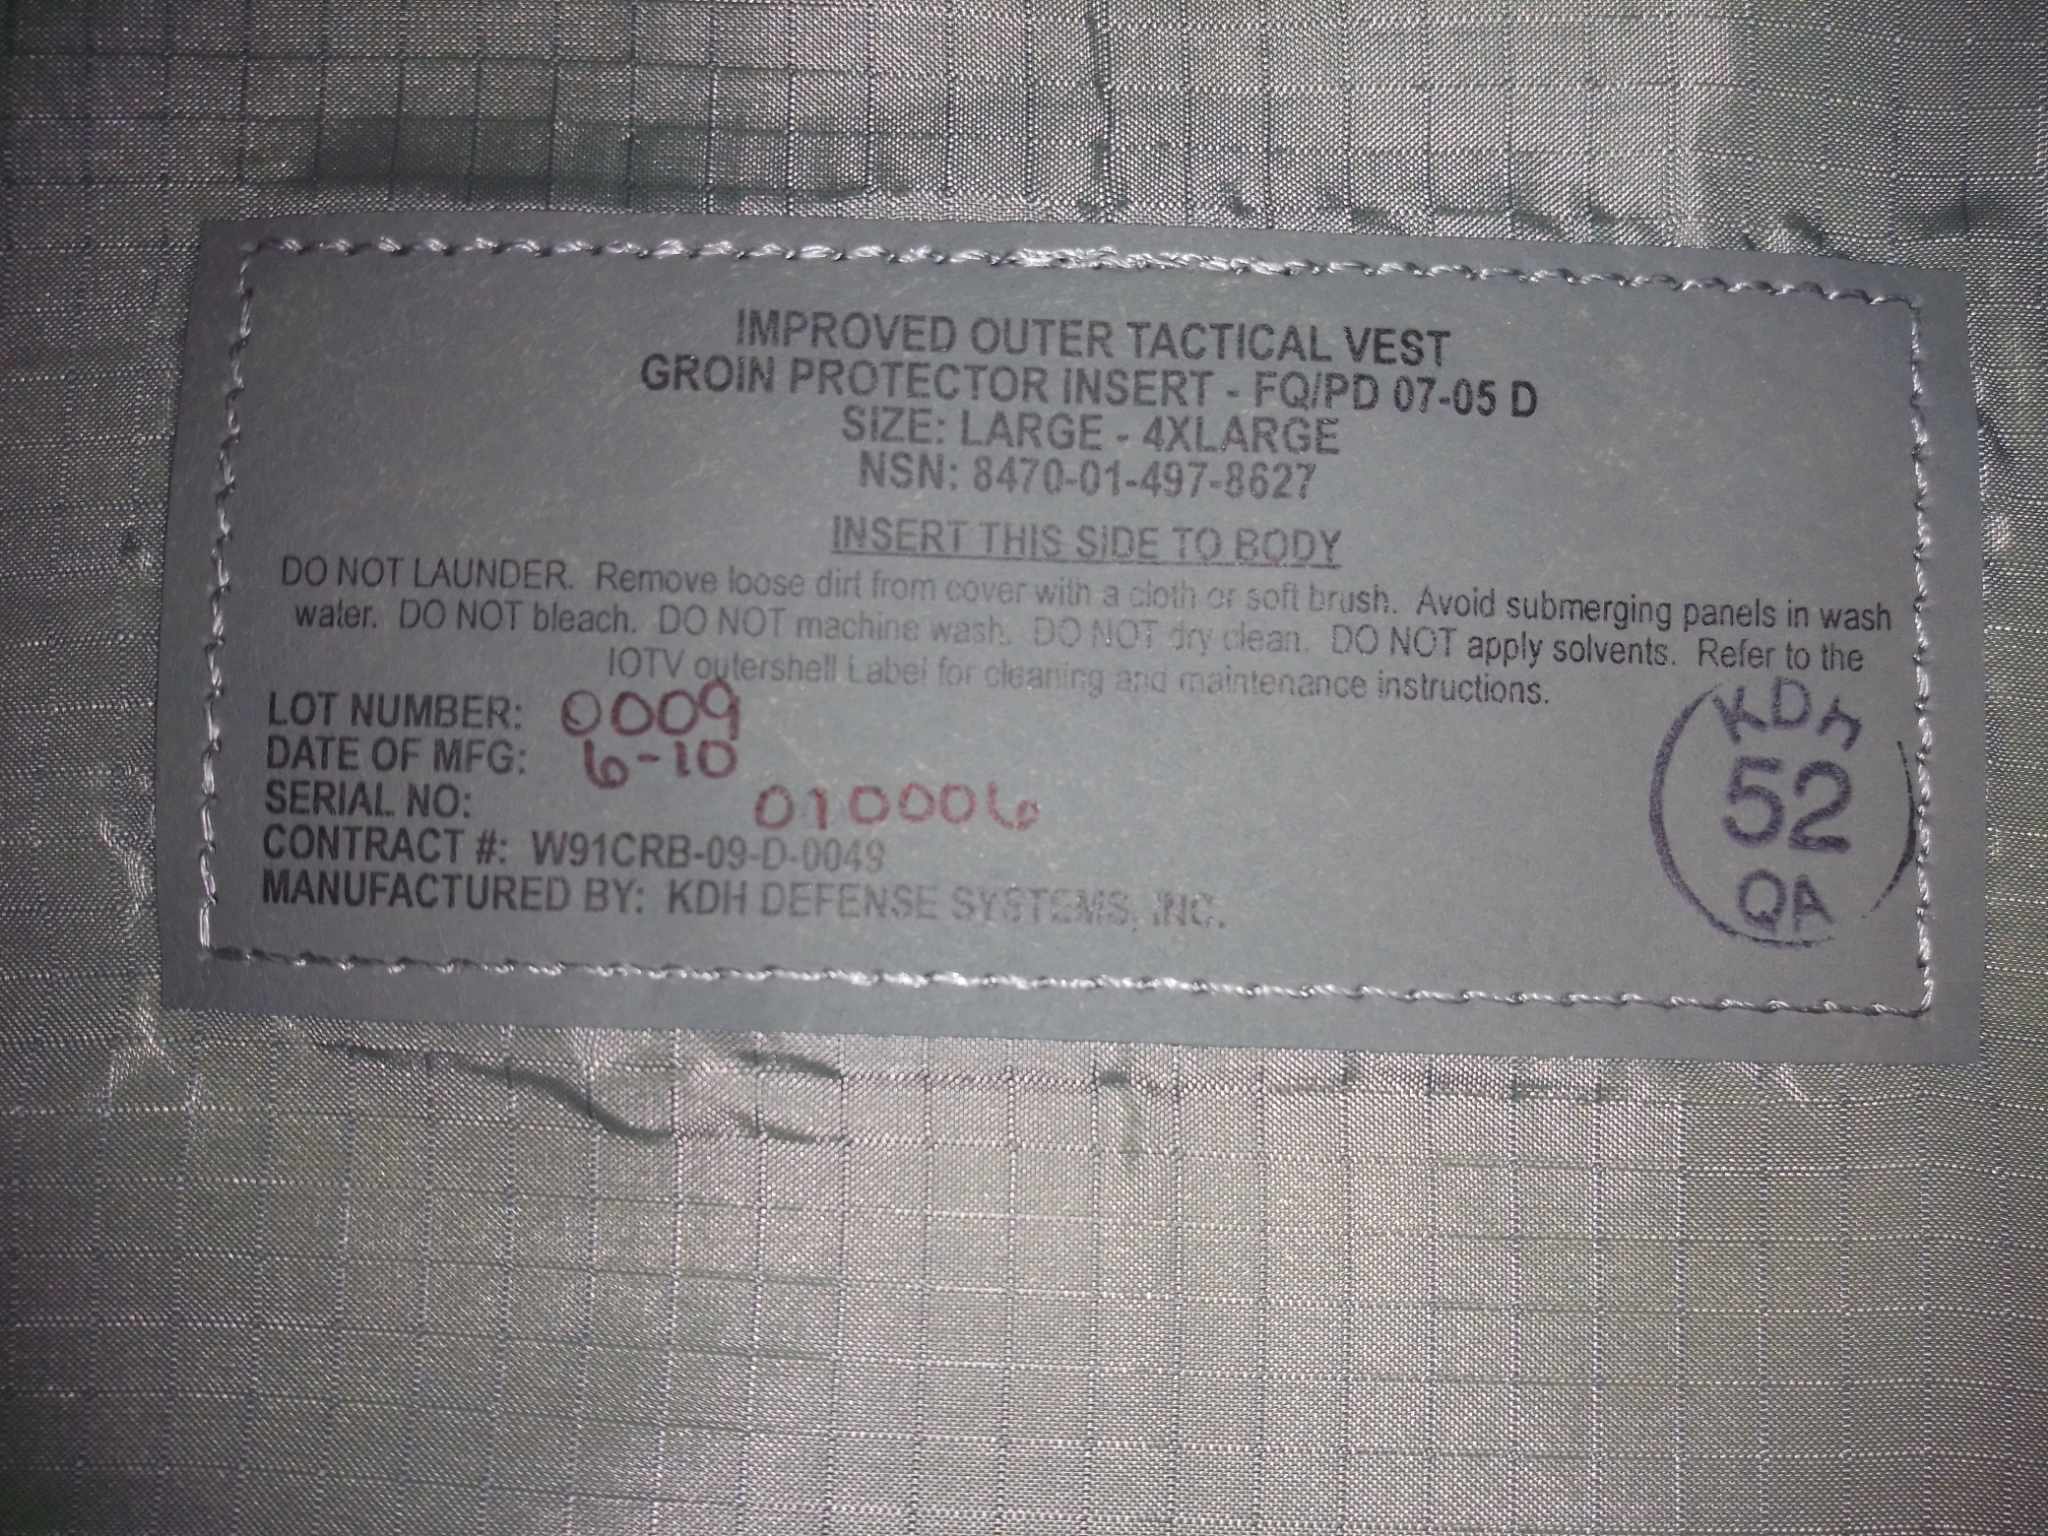 IMPROVED OUTER TACTICAL VEST
GROIN PROTECTOR INSERT - FQ/PD 07-05 D
SIZE: LARGE - 4XLARGE
NSN: 8470-01-497-8627
INSERT THIS SIDE TO BODY
DO NOT LAUNDER. Remove loose dirt from cover with a cloth or soft brush. Avoid submerging panels in wash
water. DO NOT bleach. DO NOT machine wash. DO NOT dry clean. DO NOT apply solvents. Refer to the
IOTV outershell Label for cleaning and maintenance instructions.
LOT NUMBER: 0009
DATE OF MFG: 6-10
SERIAL NO: 010006
CONTRACT #: W91CRB-09-D-0049
MANUFACTURED BY: KDH DEFENSE SYSTEMS, INC.
KDH
52
QA